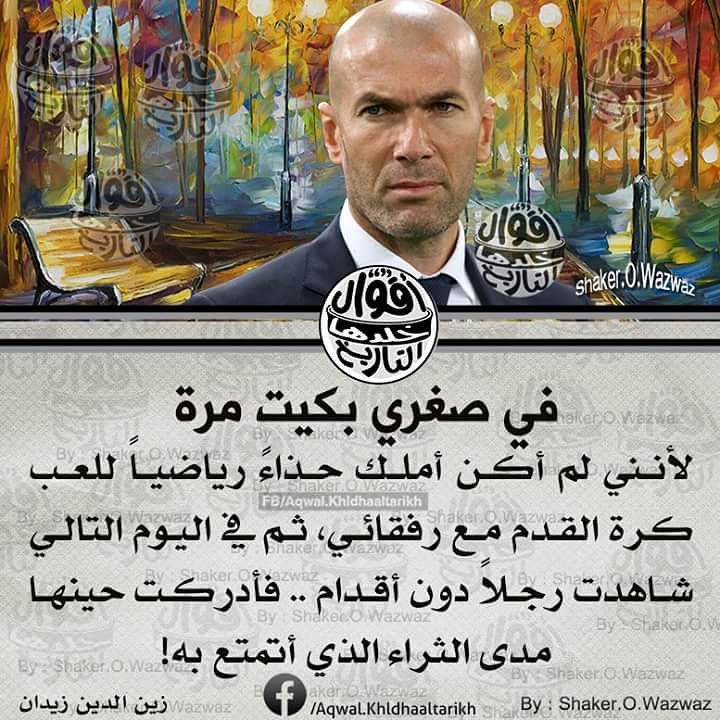 shaker.O.Wazwaz
أقوال
خلدها
التاريخ
في صغري بكيت مرة
لأنني لم أكن أملك حذاءً رياضياً للعب
FB/Aqwal.Khldhaaltarikh
كرة القدم مع رفقائي، ثم في اليوم التالي
شاهدت رجلاً دون أقدام .. فأدركت حينها
مدى الثراء الذي أتمتع به!
زين الدين زيدان
/Aqwal.Khldhaaltarikh
By : Shaker.O.Wazwaz